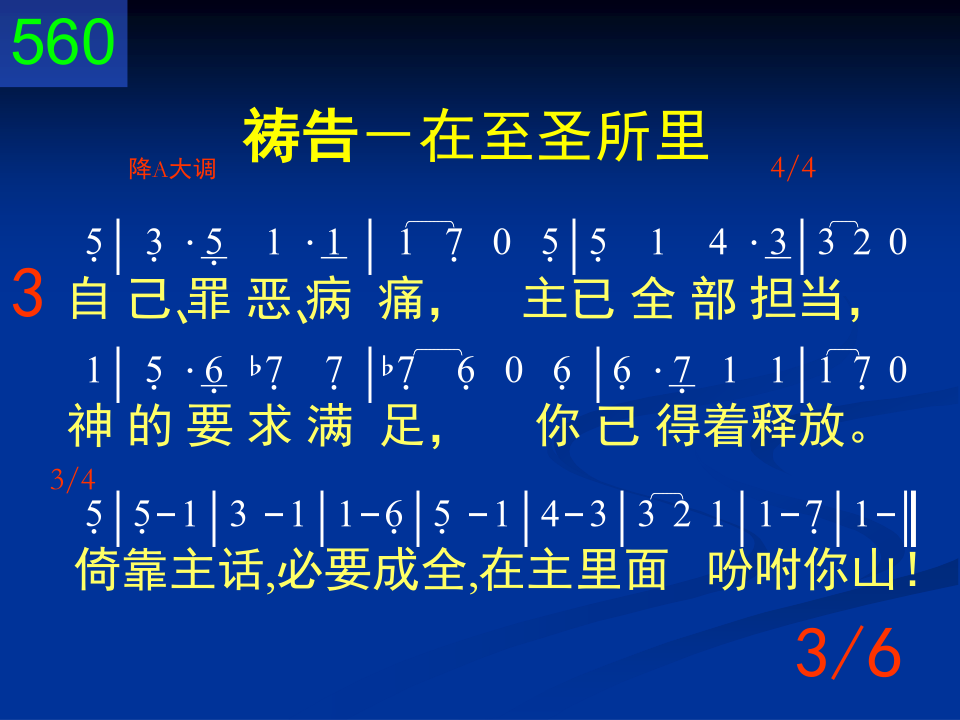 560
祷告－在至圣所里
降A大调 4/4
5̣ | 3̣ · 5̣ 1 · 1 | 1 7̣ 0 5̣ | 5̣ 1 4 · 3 | 3 2 0
3 自 己、罪 恶、病 痛， 主已 全 部 担当，
1 | 5̣ · 6̣ ♭7̣ 7̣ | ♭7̣ 6̣ 0 6̣ | 6̣ · 7̣ 1 1 | 1 7̣ 0
神 的 要 求 满 足， 你 已 得着释放。
3/4
5̣ | 5̣ － 1 | 3 － 1 | 1 － 6̣ | 5̣ － 1 | 4 － 3 | 3 2 1 | 1 － 7̣ | 1 － ‖
倚靠主话,必要成全,在主里面 吩咐你山！
3/6